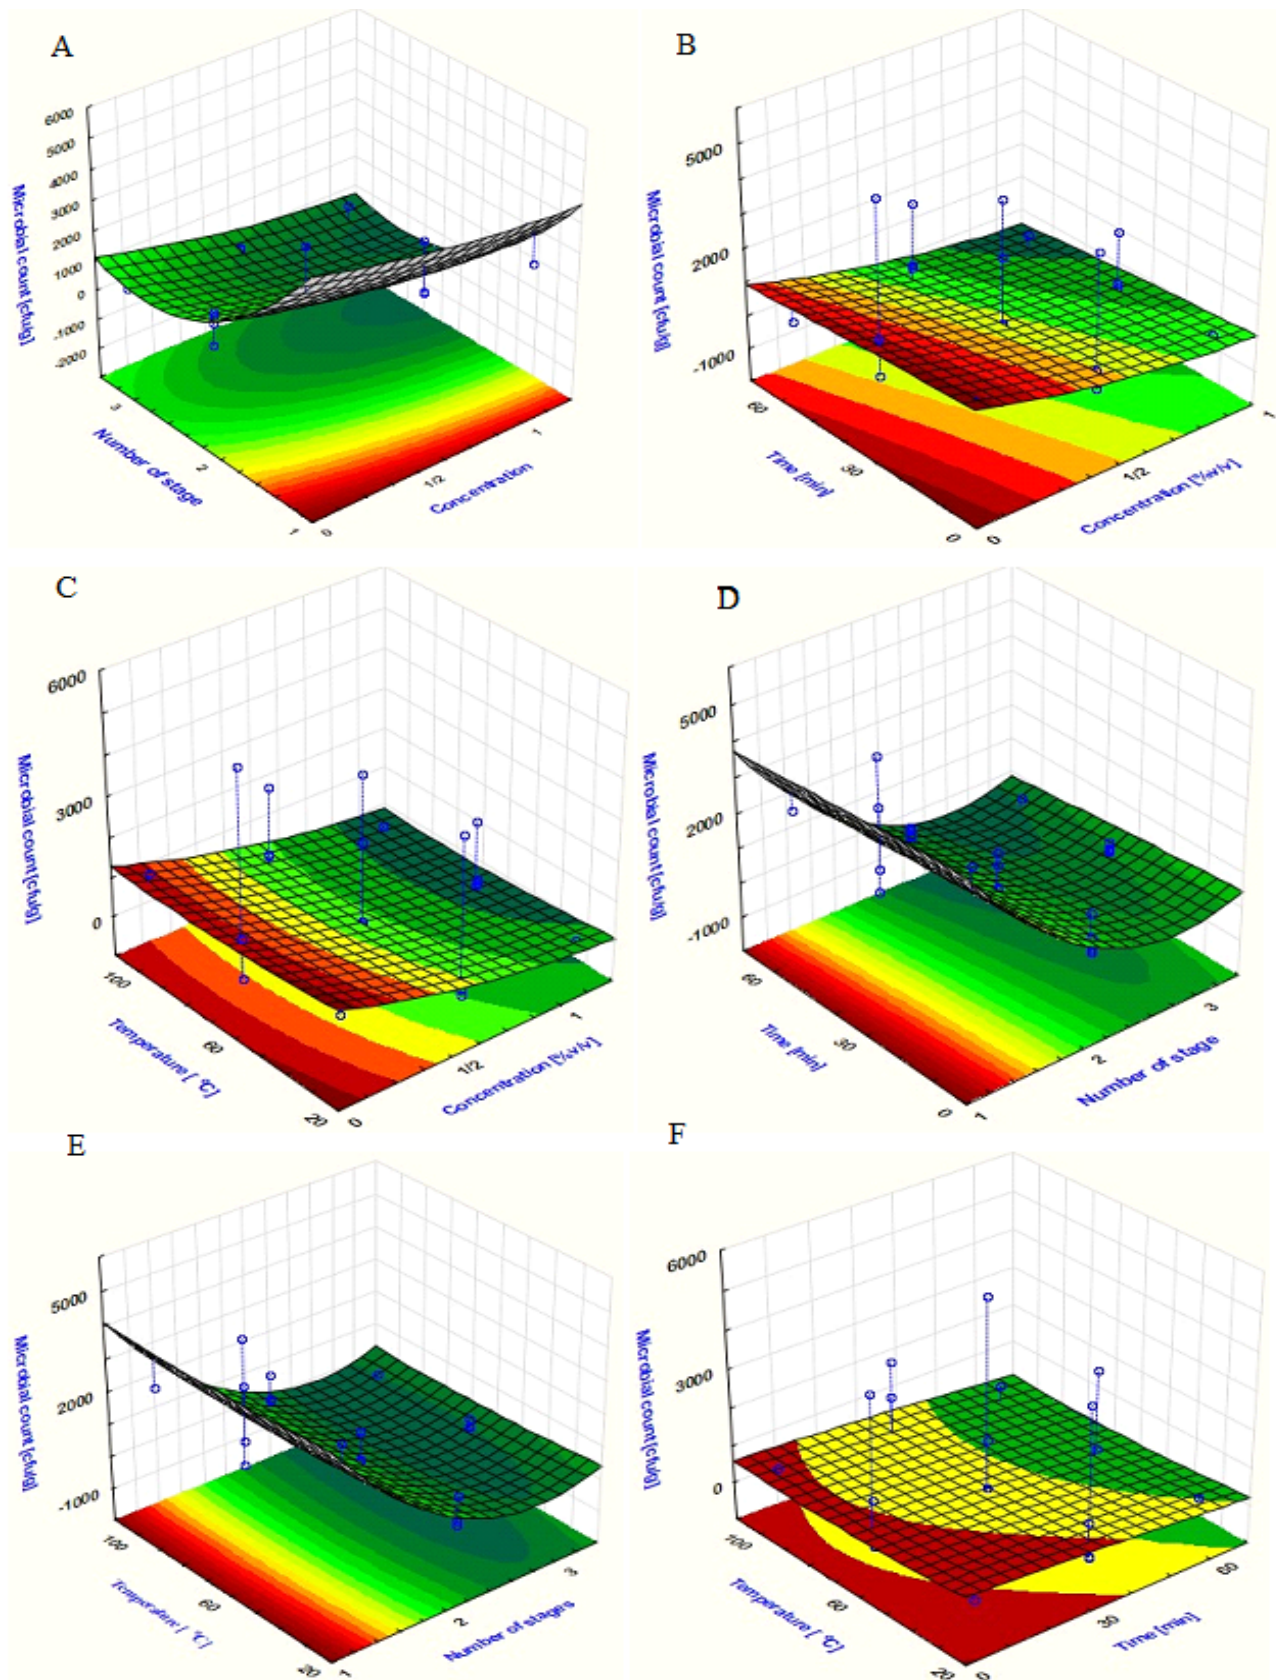 A
6000
5000
4000
3000
2000
1000
0
-1000
-2000
Microbial count [cfu/g]
3
2
1
Number of stage
0
1/2
1
Concentration
B
5000
2000
-1000
Microbial count [cfu/g]
60
30
0
Time [min]
0
1/2
1
Concentration [%v/v]
C
6000
3000
0
Microbial count [cfu/g]
100
60
20
Temperature [ °C]
0
1/2
1
Concentration [%v/v]
D
5000
2000
-1000
Microbial count [cfu/g]
60
30
0
Time [min]
1
2
3
Number of stage
E
5000
2000
-1000
Microbial count [cfu/g]
100
60
20
Temperature [ °C]
1
2
3
Number of stages
F
6000
3000
0
Microbial count [cfu/g]
100
60
20
Temperature [ °C]
0
30
60
Time [min]